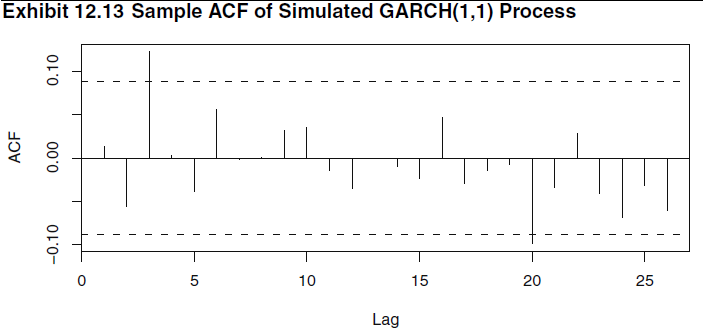 Exhibit 12.13 Sample ACF of Simulated GARCH(1,1) Process
0.10
0.00
−0.10
ACF
0 5 10 15 20 25
Lag